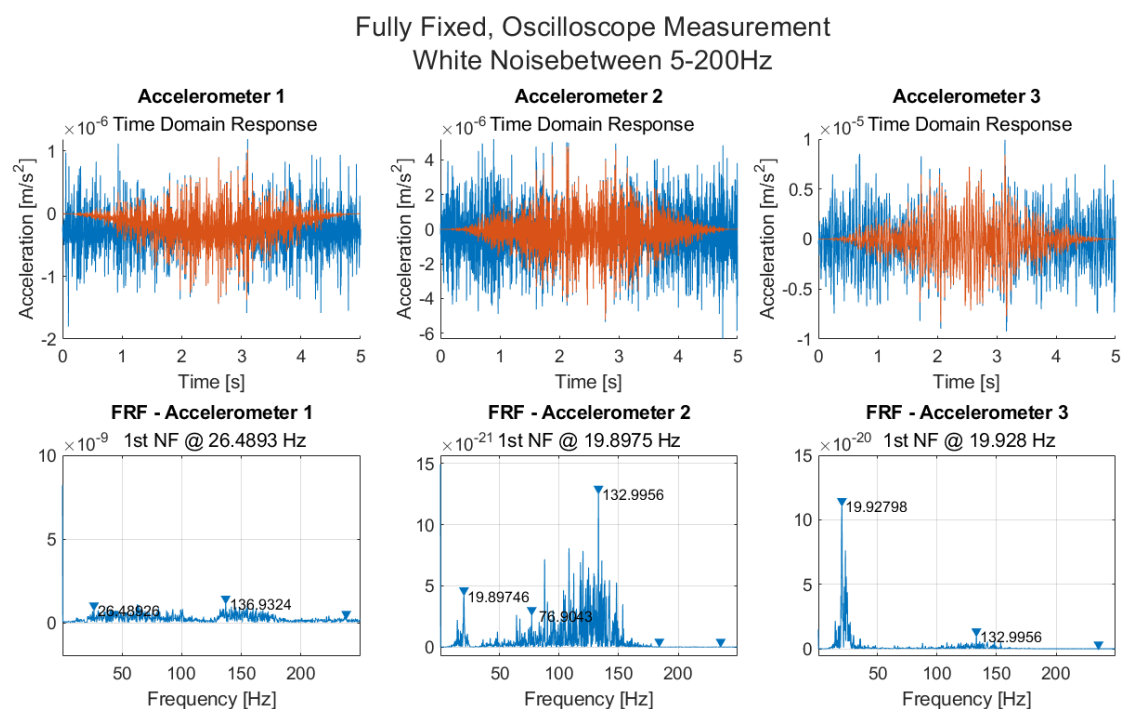 Fully Fixed, Oscilloscope Measurement
White Noisebetween 5-200Hz
Accelerometer 1
×10^-6 Time Domain Response
Acceleration [m/s²]
1
0
-1
-2
0 1 2 3 4 5
Time [s]
Accelerometer 2
×10^-6 Time Domain Response
Acceleration [m/s²]
4
2
0
-2
-4
-6
0 1 2 3 4 5
Time [s]
Accelerometer 3
×10^-5 Time Domain Response
Acceleration [m/s²]
1
0.5
0
-0.5
-1
0 1 2 3 4 5
Time [s]
FRF - Accelerometer 1
×10^-9 1st NF @ 26.4893 Hz
10
5
0
26.48926
136.9324
50 100 150 200
Frequency [Hz]
FRF - Accelerometer 2
×10^-21 1st NF @ 19.8975 Hz
15
10
5
0
132.9956
19.89746
76.9043
50 100 150 200
Frequency [Hz]
FRF - Accelerometer 3
×10^-20 1st NF @ 19.928 Hz
15
10
5
0
19.92798
132.9956
50 100 150 200
Frequency [Hz]